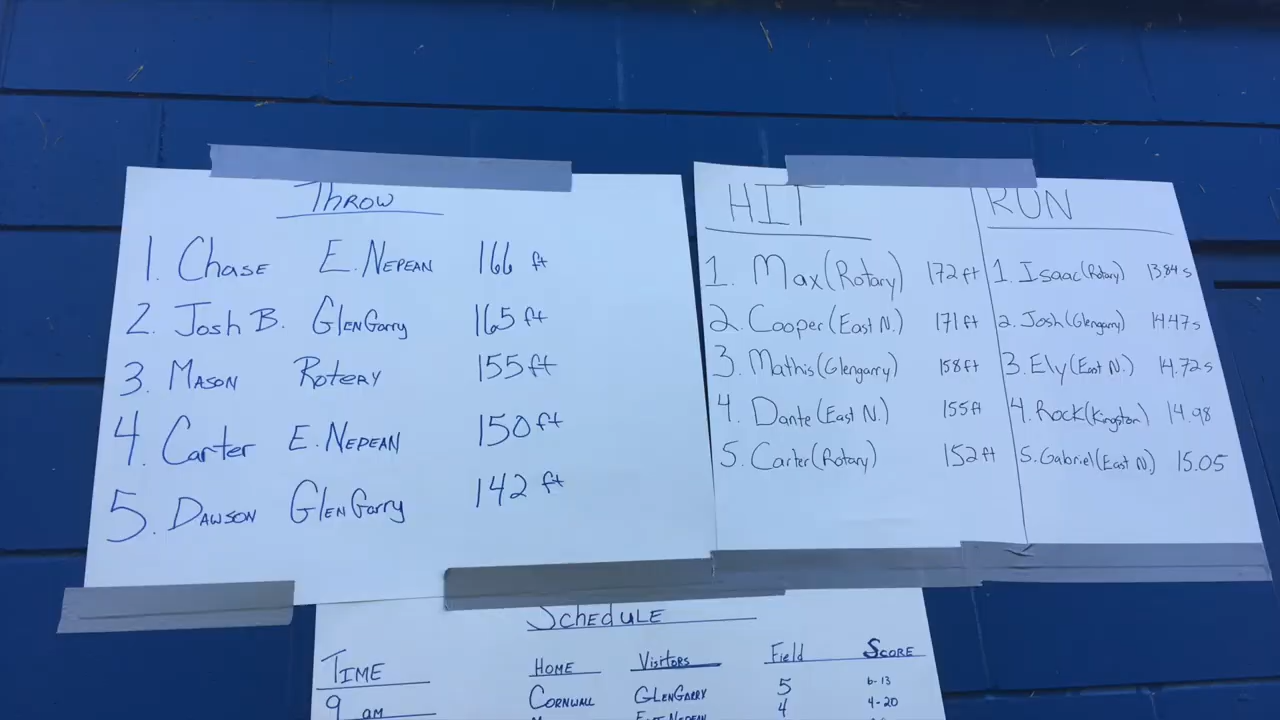 THROW
1. CHASE E. NEPEAN 166 ft
2. JOSH B. GLENGarry 165 ft
3. MASON ROTERY 155 ft
4. Carter E. NEPEAN 150 ft
5. DAWSON GLENGarry 142 ft
HIT
1. Max (Rotary) 172 ft
2. Cooper (East N.) 171 ft
3. Mathis (Glengarry) 158 ft
4. Dante (East N.) 155 ft
5. Carter (Rotary) 152 ft
RUN
1. Isaac (Rotary) 13.84 s
2. Josh (Glengarry) 14.47 s
3. Ely (East N.) 14.72 s
4. Rock (Kingston) 14.98
5. Gabriel (East N.) 15.05
SCHEDULE
TIME HOME VISITORS Field SCORE
9 am CORNWALL GLENGARRY 5 6-13
EAST NEPEAN 4 4-20